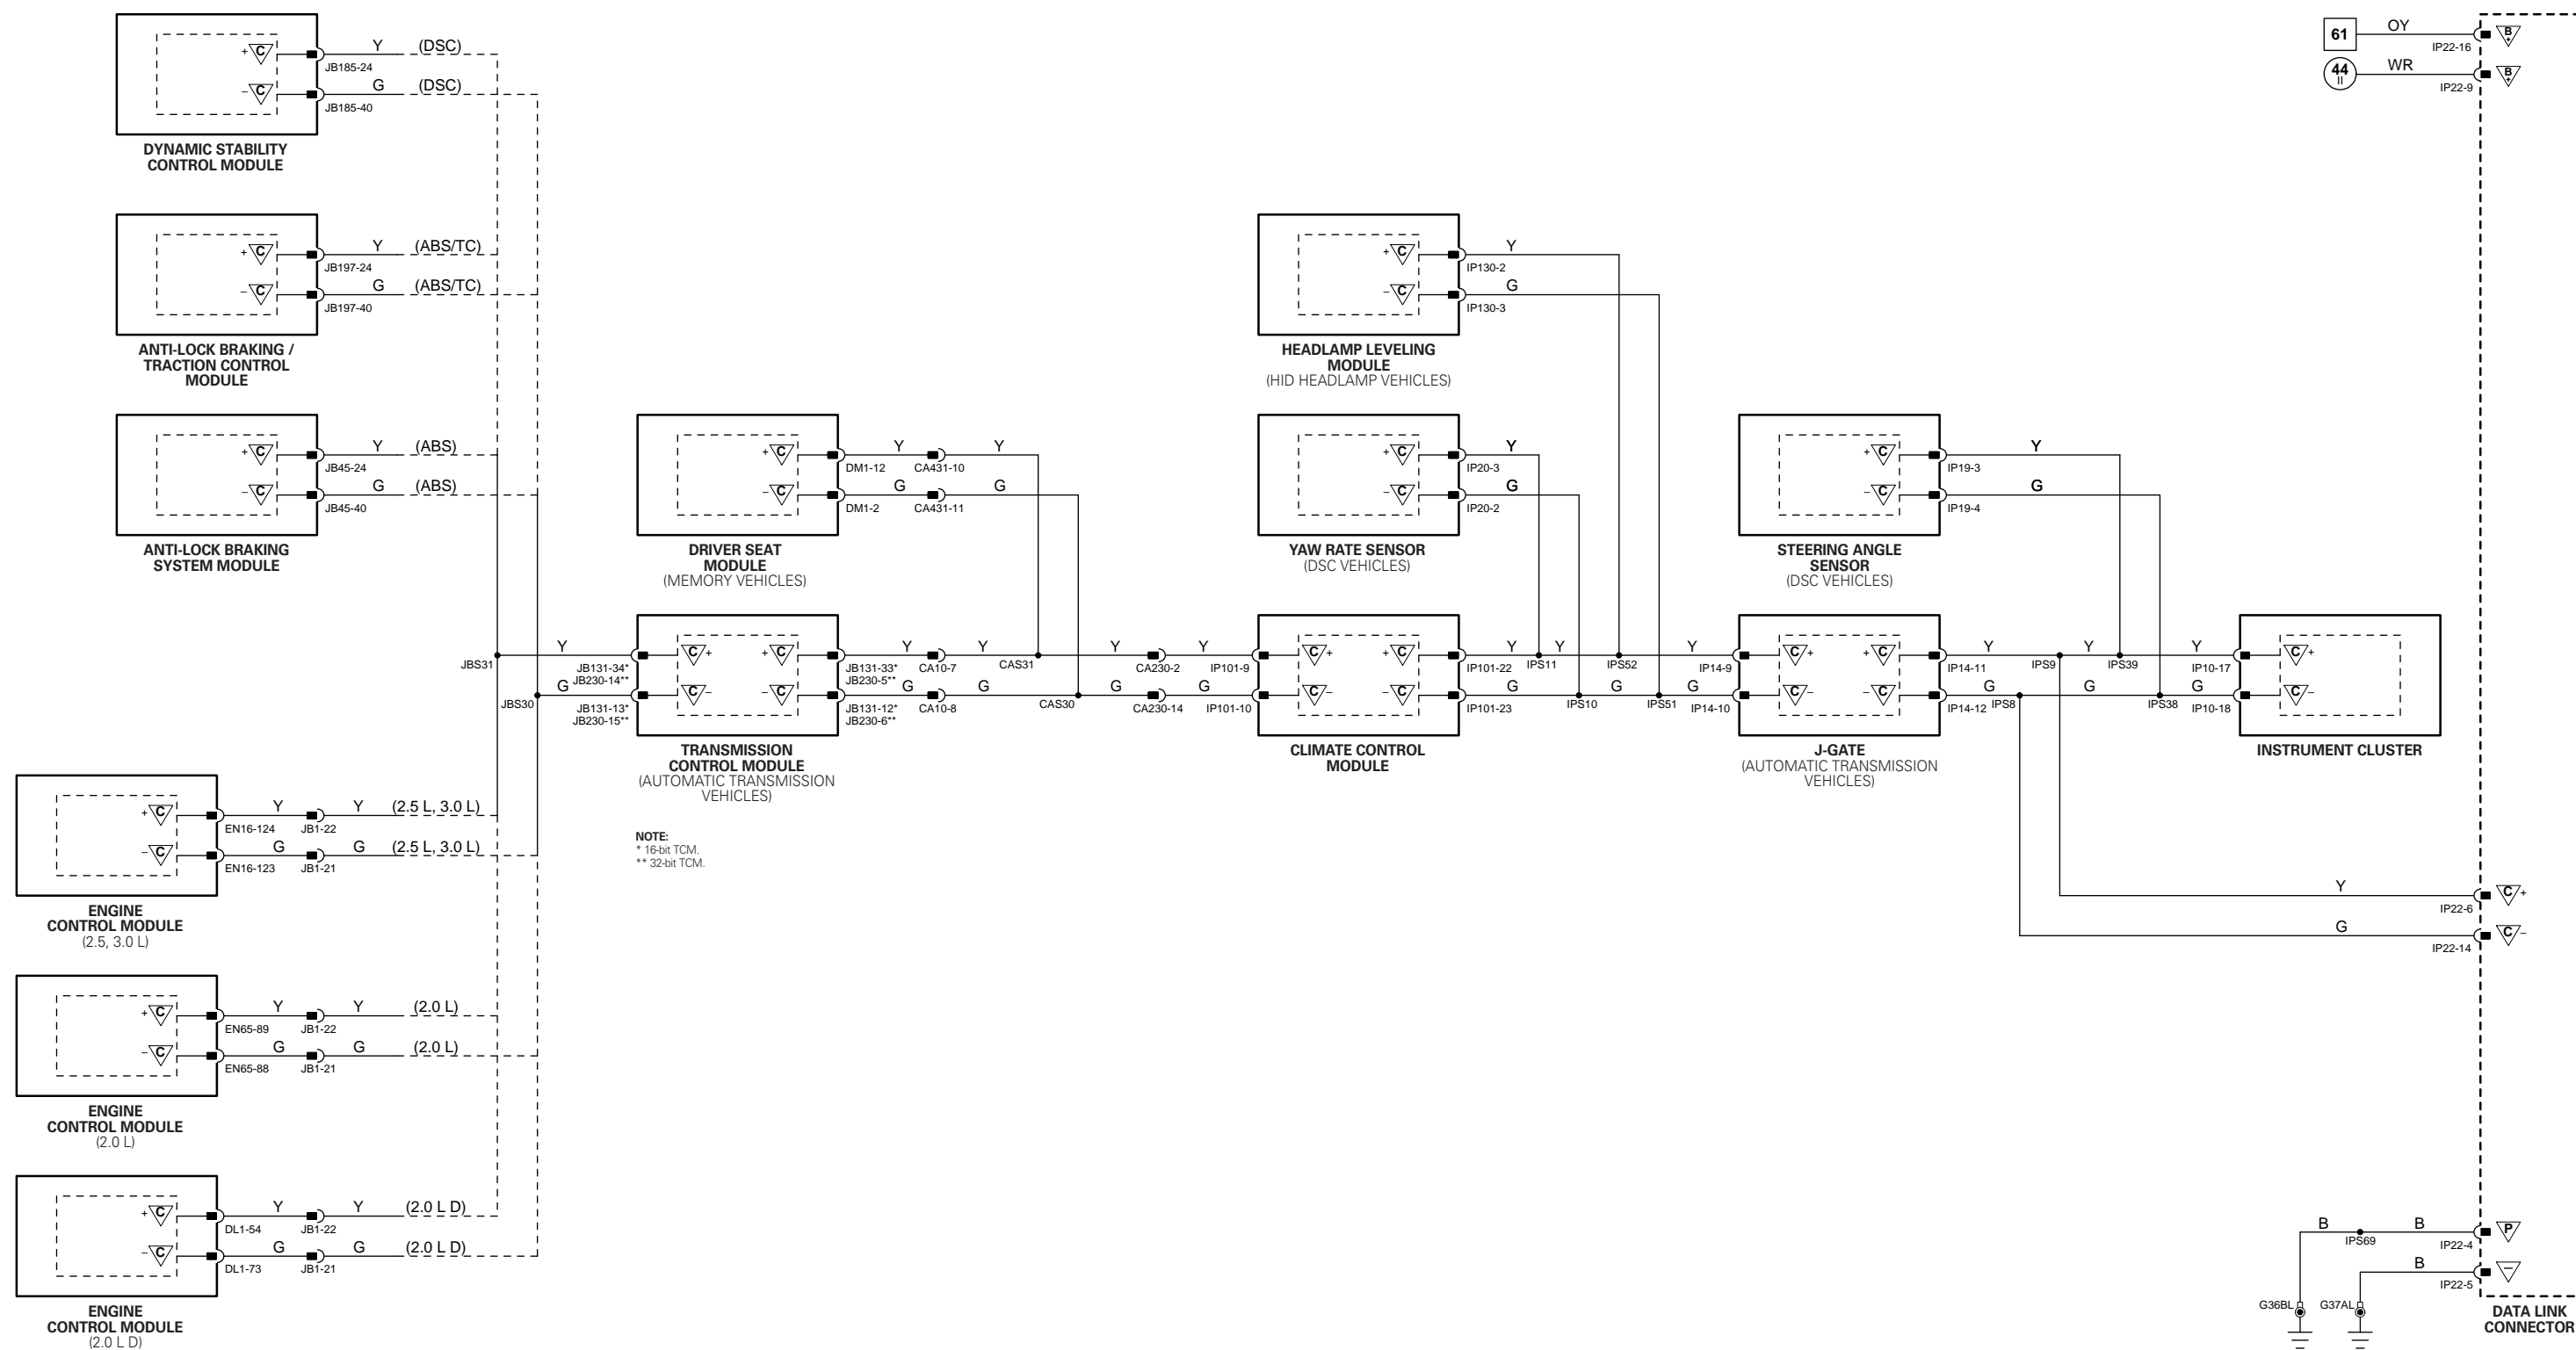 C
+
Y
(DSC)
JB185-24
C
–
G
(DSC)
JB185-40
DYNAMIC STABILITY
CONTROL MODULE
C
+
Y
(ABS/TC)
JB197-24
C
–
G
(ABS/TC)
JB197-40
ANTI-LOCK BRAKING /
TRACTION CONTROL
MODULE
C
+
Y
(ABS)
JB45-24
C
–
G
(ABS)
JB45-40
ANTI-LOCK BRAKING
SYSTEM MODULE
C
+
Y
Y
(2.5 L, 3.0 L)
EN16-124
JB1-22
C
–
G
G
(2.5 L, 3.0 L)
EN16-123
JB1-21
ENGINE
CONTROL MODULE
(2.5, 3.0 L)
C
+
Y
Y
(2.0 L)
EN65-89
JB1-22
C
–
G
G
(2.0 L)
EN65-88
JB1-21
ENGINE
CONTROL MODULE
(2.0 L)
C
+
Y
Y
(2.0 L D)
DL1-54
JB1-22
C
–
G
G
(2.0 L D)
DL1-73
JB1-21
ENGINE
CONTROL MODULE
(2.0 L D)
JBS31
JBS30
Y
JB131-34*
JB230-14**
G
JB131-13*
JB230-15**
C
+
C
–
+
C
–
C
JB131-33*
JB230-5**
JB131-12*
JB230-6**
TRANSMISSION
CONTROL MODULE
(AUTOMATIC TRANSMISSION
VEHICLES)
NOTE:
* 16-bit TCM.
** 32-bit TCM.
+
C
Y
Y
DM1-12
CA431-10
–
C
G
G
DM1-2
CA431-11
DRIVER SEAT
MODULE
(MEMORY VEHICLES)
Y
CA10-7
Y
CAS31
Y
CA230-2
Y
IP101-9
G
CA10-8
G
CAS30
G
CA230-14
G
IP101-10
C
+
C
–
+
C
–
C
IP101-22
IP101-23
CLIMATE CONTROL
MODULE
+
C
Y
IP130-2
–
C
G
IP130-3
HEADLAMP LEVELING
MODULE
(HID HEADLAMP VEHICLES)
+
C
Y
IP20-3
–
C
G
IP20-2
YAW RATE SENSOR
(DSC VEHICLES)
Y
IPS11
Y
IPS52
Y
IP14-9
G
IPS10
G
IPS51
G
IP14-10
C
+
C
–
+
C
–
C
IP14-11
IP14-12
J-GATE
(AUTOMATIC TRANSMISSION
VEHICLES)
+
C
Y
IP19-3
–
C
G
IP19-4
STEERING ANGLE
SENSOR
(DSC VEHICLES)
Y
IPS9
Y
IPS39
Y
IP10-17
G
IPS8
G
IPS38
G
IP10-18
C
+
C
–
INSTRUMENT CLUSTER
61
OY
IP22-16
B
+
44
II
WR
IP22-9
B
+
Y
IP22-6
C
+
G
IP22-14
C
–
B
IPS69
B
IP22-4
P
B
IP22-5
–
G36BL
G37AL
DATA LINK
CONNECTOR